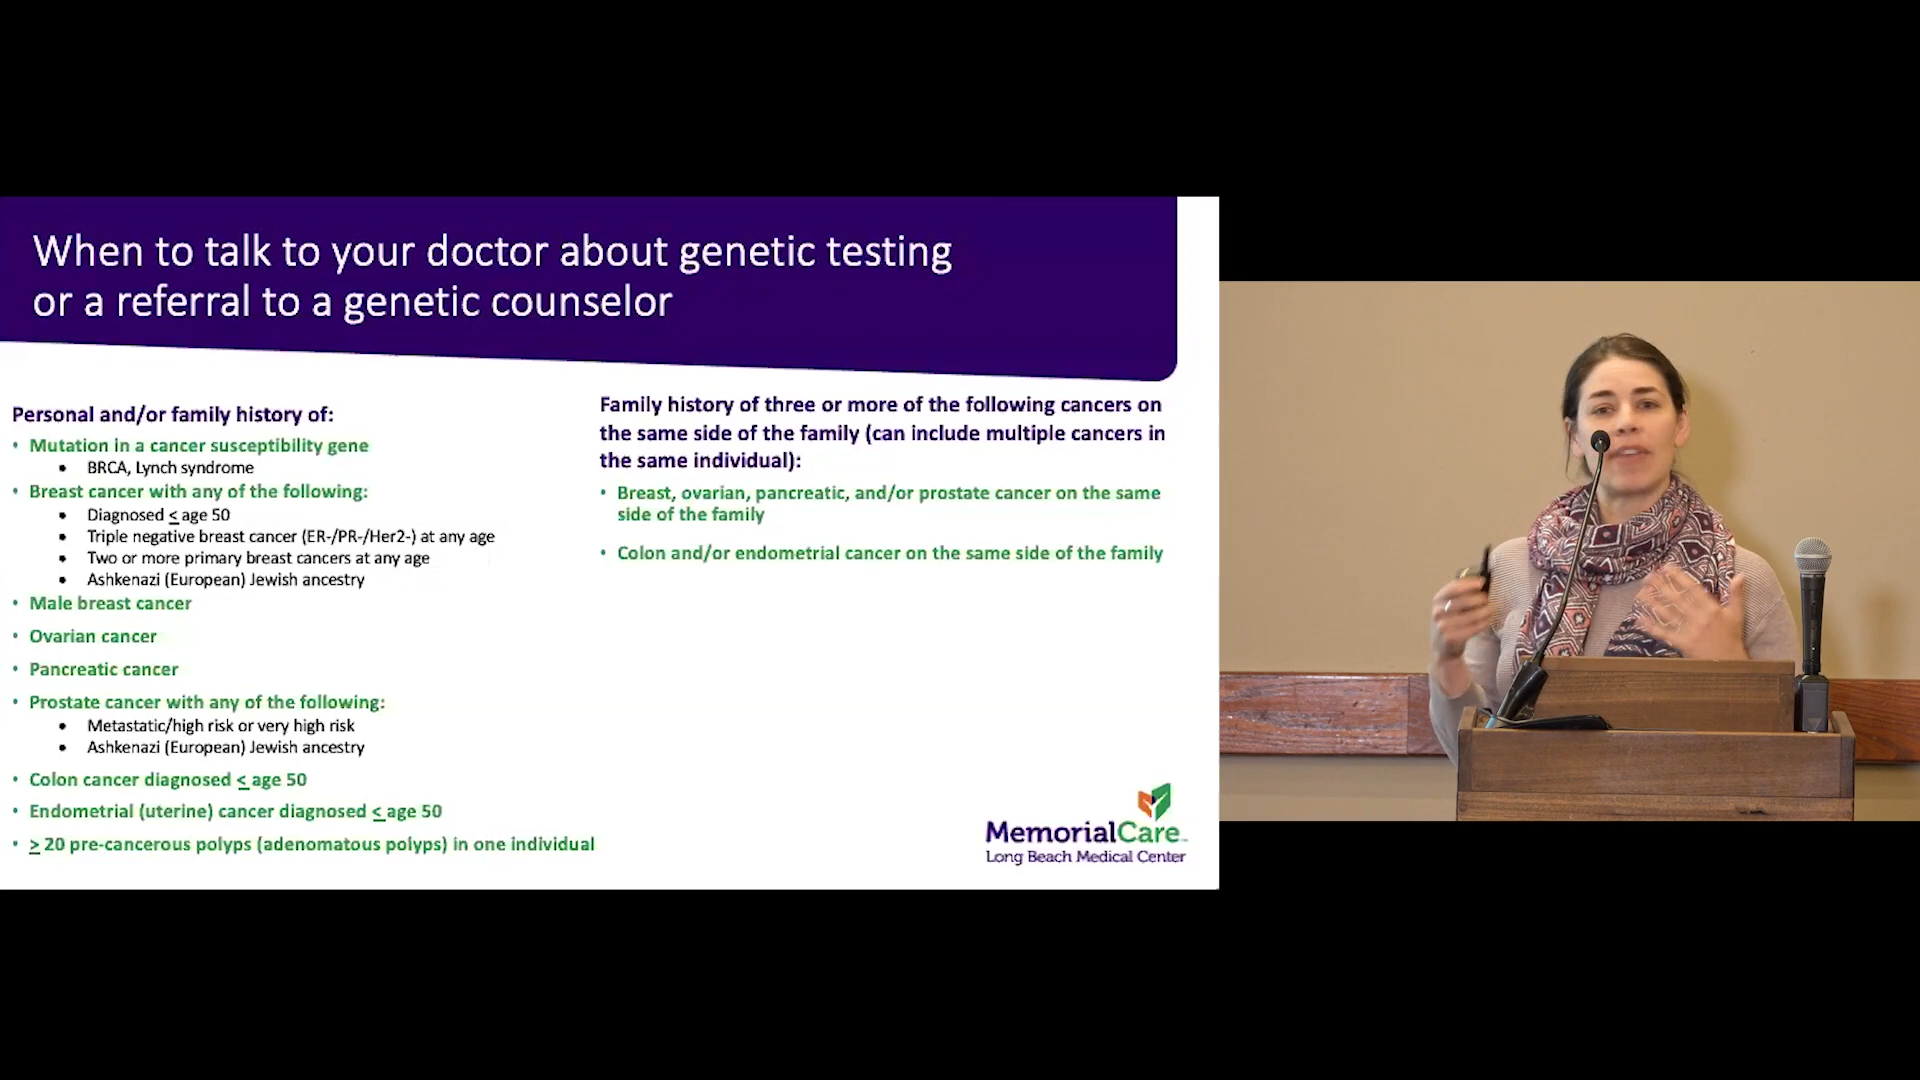 When to talk to your doctor about genetic testing
or a referral to a genetic counselor
Personal and/or family history of:
• Mutation in a cancer susceptibility gene
• BRCA, Lynch syndrome
• Breast cancer with any of the following:
• Diagnosed < age 50
• Triple negative breast cancer (ER-/PR-/Her2-) at any age
• Two or more primary breast cancers at any age
• Ashkenazi (European) Jewish ancestry
• Male breast cancer
• Ovarian cancer
• Pancreatic cancer
• Prostate cancer with any of the following:
• Metastatic/high risk or very high risk
• Ashkenazi (European) Jewish ancestry
• Colon cancer diagnosed < age 50
• Endometrial (uterine) cancer diagnosed < age 50
• > 20 pre-cancerous polyps (adenomatous polyps) in one individual
Family history of three or more of the following cancers on
the same side of the family (can include multiple cancers in
the same individual):
• Breast, ovarian, pancreatic, and/or prostate cancer on the same
side of the family
• Colon and/or endometrial cancer on the same side of the family
MemorialCare
Long Beach Medical Center